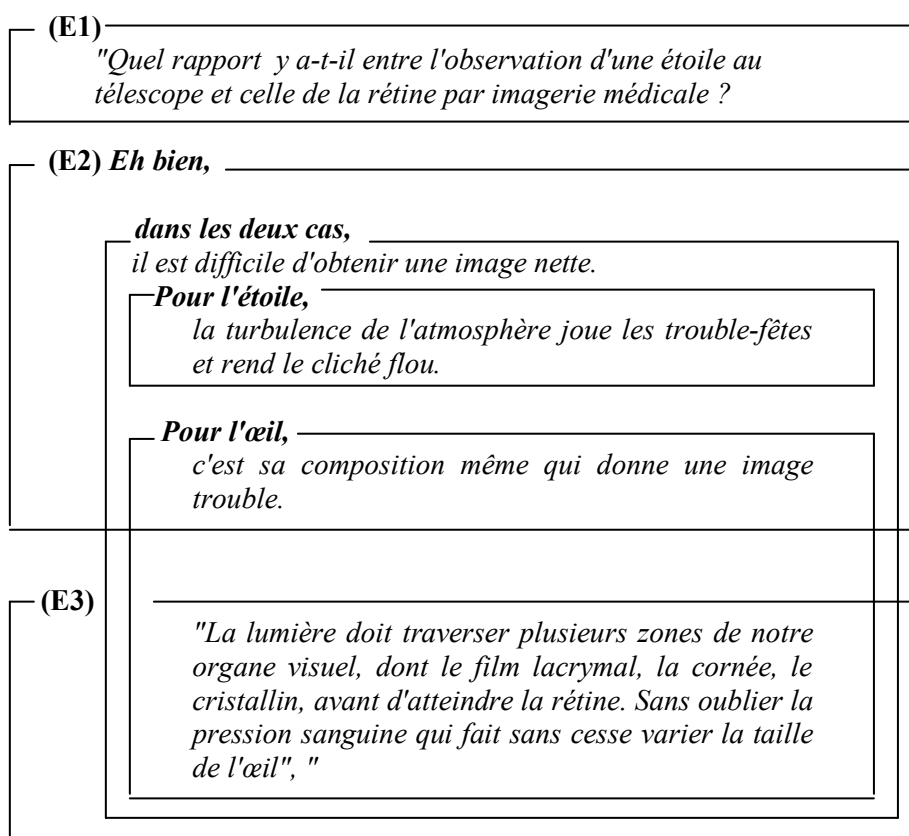 (E1)
"Quel rapport y a-t-il entre l'observation d'une étoile au
télescope et celle de la rétine par imagerie médicale ?
(E2) Eh bien,
dans les deux cas,
il est difficile d'obtenir une image nette.
Pour l'étoile,
la turbulence de l'atmosphère joue les trouble-fêtes
et rend le cliché flou.
Pour l'œil,
c'est sa composition même qui donne une image
trouble.
(E3)
"La lumière doit traverser plusieurs zones de notre
organe visuel, dont le film lacrymal, la cornée, le
cristallin, avant d'atteindre la rétine. Sans oublier la
pression sanguine qui fait sans cesse varier la taille
de l'œil", "